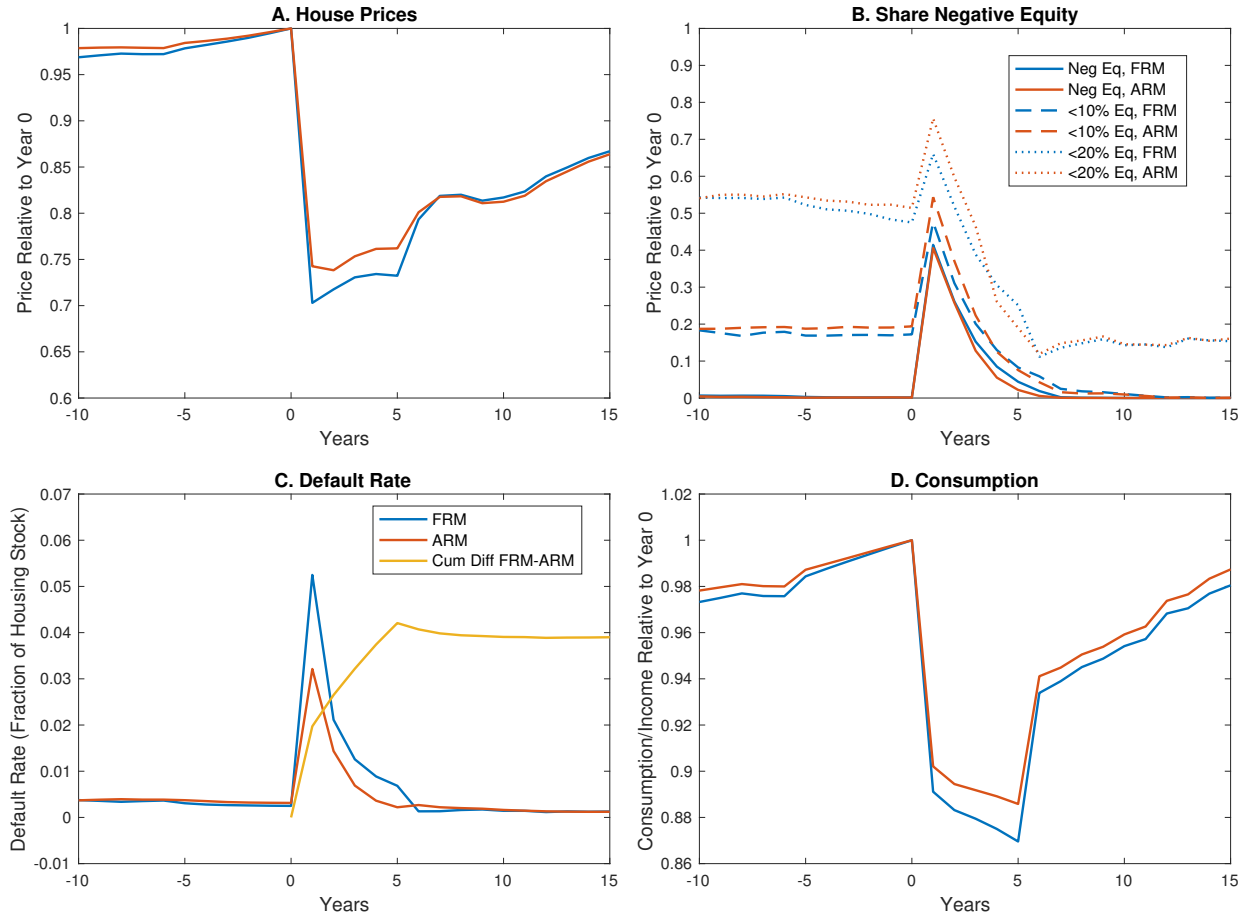 A. House Prices
Price Relative to Year 0
1
0.95
0.9
0.85
0.8
0.75
0.7
0.65
0.6
-10
-5
0
5
10
15
Years
B. Share Negative Equity
Price Relative to Year 0
1
0.9
0.8
0.7
0.6
0.5
0.4
0.3
0.2
0.1
0
Neg Eq, FRM
Neg Eq, ARM
<10% Eq, FRM
<10% Eq, ARM
<20% Eq, FRM
<20% Eq, ARM
-10
-5
0
5
10
15
Years
C. Default Rate
Default Rate (Fraction of Housing Stock)
0.07
0.06
0.05
0.04
0.03
0.02
0.01
0
-0.01
FRM
ARM
Cum Diff FRM-ARM
-10
-5
0
5
10
15
Years
D. Consumption
Consumption/Income Relative to Year 0
1.02
1
0.98
0.96
0.94
0.92
0.9
0.88
0.86
-10
-5
0
5
10
15
Years